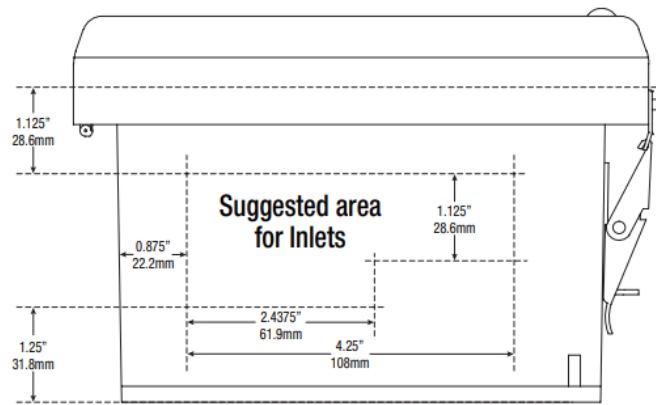 1.125”
28.6mm
Suggested area
for Inlets
1.125”
28.6mm
0.875”
22.2mm
2.4375”
61.9mm
1.25”
31.8mm
4.25”
108mm